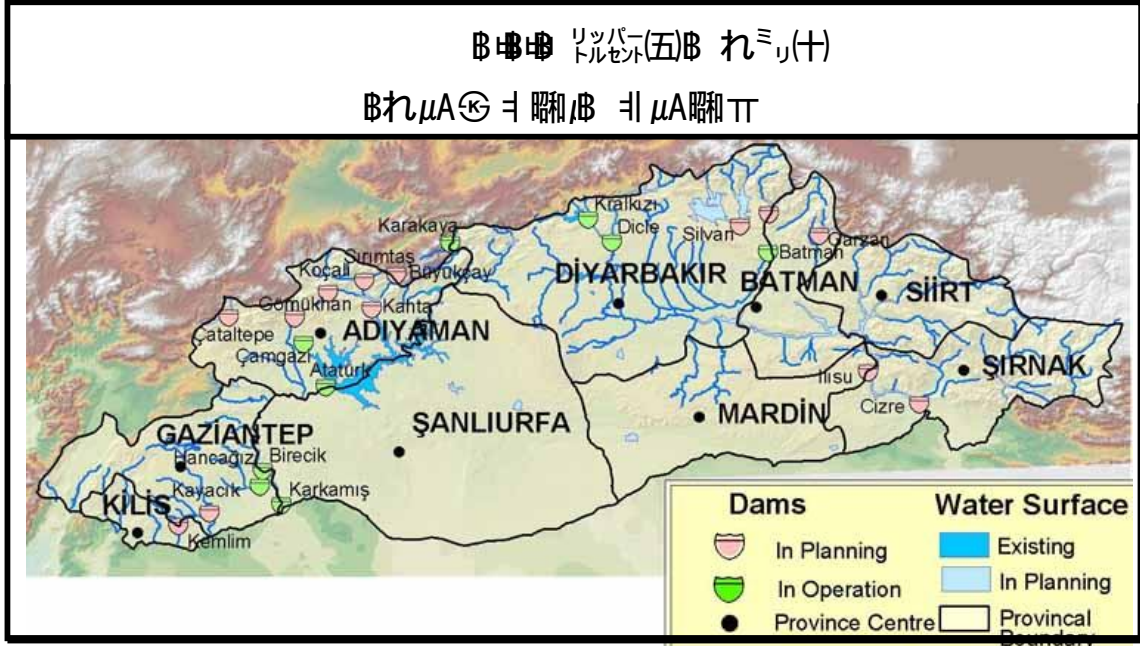 Kralkızı
Dicle
Karakaya
Silvan
Garzan
Batman
Sırımtaş
Büyükçay
Koçali
DİYARBAKIR
BATMAN
SİİRT
Gömükhan
Kahta
Çataltepe
ADIYAMAN
Çamgazi
Atatürk
Ilısu
ŞIRNAK
Cizre
MARDİN
ŞANLIURFA
GAZİANTEP
Hancağız
Birecik
Kayacık
Karkamış
KİLİS
Kemlim
Dams
Water Surface
In Planning
Existing
In Operation
In Planning
Province Centre
Provincal
Boundary